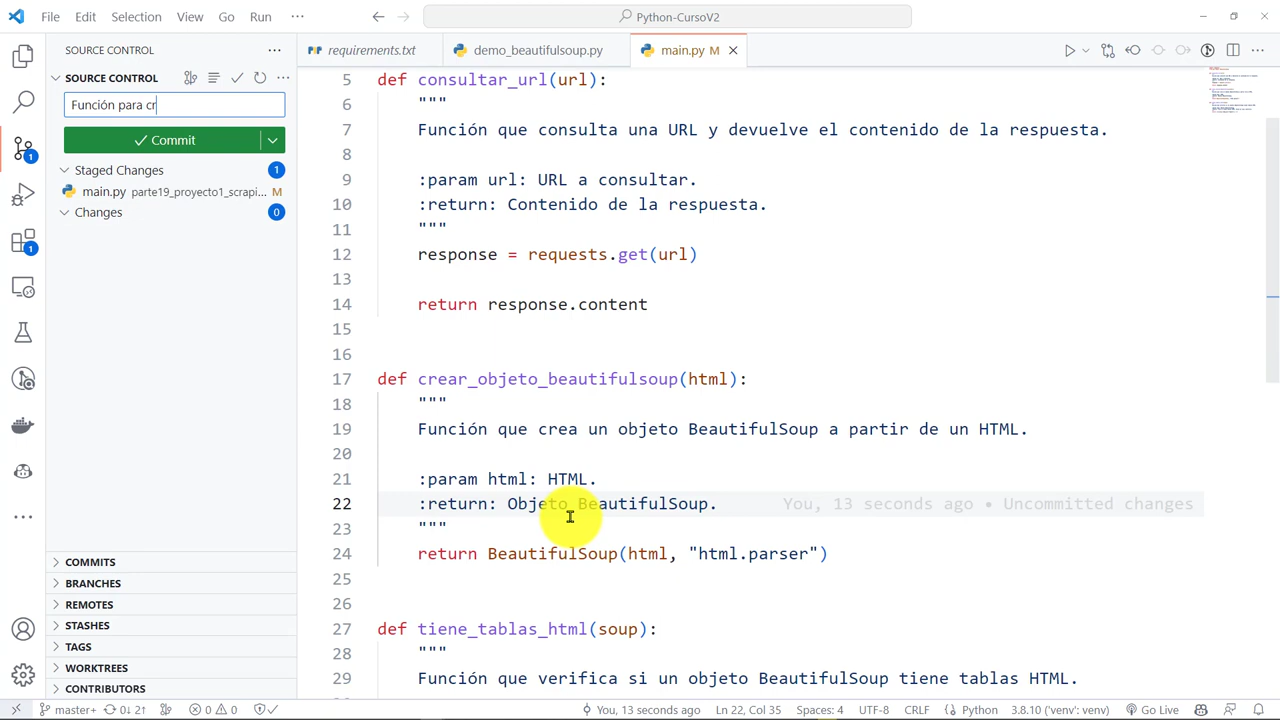 File Edit Selection View Go Run ··· Python-CursoV2
SOURCE CONTROL ···
requirements.txt demo_beautifulsoup.py main.py M
SOURCE CONTROL
Función para cr
Commit
Staged Changes 1
main.py parte19_proyecto1_scrapi... M
Changes 0
1
1
COMMITS
BRANCHES
REMOTES
STASHES
TAGS
WORKTREES
CONTRIBUTORS
5 def consultar_url(url):
6 """
7 Función que consulta una URL y devuelve el contenido de la respuesta.
8
9 :param url: URL a consultar.
10 :return: Contenido de la respuesta.
11 """
12 response = requests.get(url)
13
14 return response.content
15
16
17 def crear_objeto_beautifulsoup(html):
18 """
19 Función que crea un objeto BeautifulSoup a partir de un HTML.
20
21 :param html: HTML.
22 :return: Objeto BeautifulSoup. You, 13 seconds ago • Uncommitted changes
23 """
24 return BeautifulSoup(html, "html.parser")
25
26
27 def tiene_tablas_html(soup):
28 """
29 Función que verifica si un objeto BeautifulSoup tiene tablas HTML.
master+ 0↓ 2↑ 0 0 You, 13 seconds ago Ln 22, Col 35 Spaces: 4 UTF-8 CRLF Python 3.8.10 ('venv': venv) Go Live